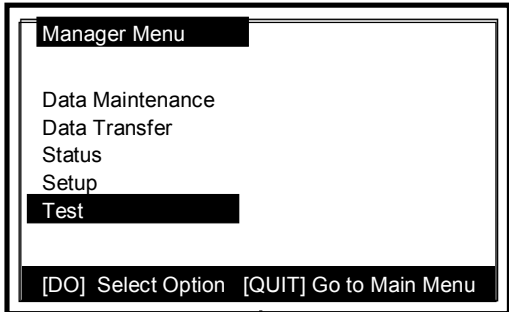 Manager Menu
Data Maintenance
Data Transfer
Status
Setup
Test
[DO] Select Option [QUIT] Go to Main Menu